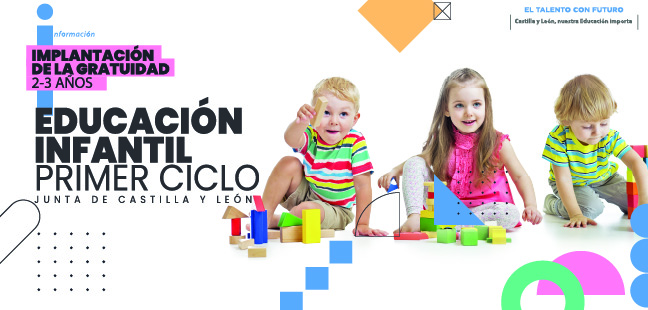 información
EL TALENTO CON FUTURO
Castilla y León, nuestra Educación importa
IMPLANTACIÓN
DE LA GRATUIDAD
2-3 AÑOS
EDUCACIÓN
INFANTIL
PRIMER CICLO
JUNTA DE CASTILLA Y LEÓN